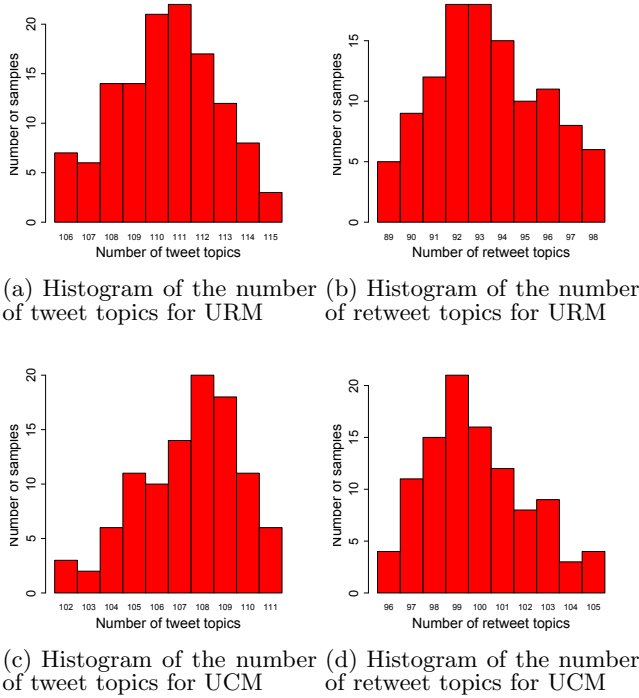 Number of samples
0 5 10 15 20
106 107 108 109 110 111 112 113 114 115
Number of tweet topics
Number of samples
0 5 10 15
89 90 91 92 93 94 95 96 97 98
Number of retweet topics
(a) Histogram of the number
of tweet topics for URM
(b) Histogram of the number
of retweet topics for URM
Number of samples
0 5 10 15 20
102 103 104 105 106 107 108 109 110 111
Number of tweet topics
Number of samples
0 5 10 15 20
96 97 98 99 100 101 102 103 104 105
Number of retweet topics
(c) Histogram of the number
of tweet topics for UCM
(d) Histogram of the number
of retweet topics for UCM